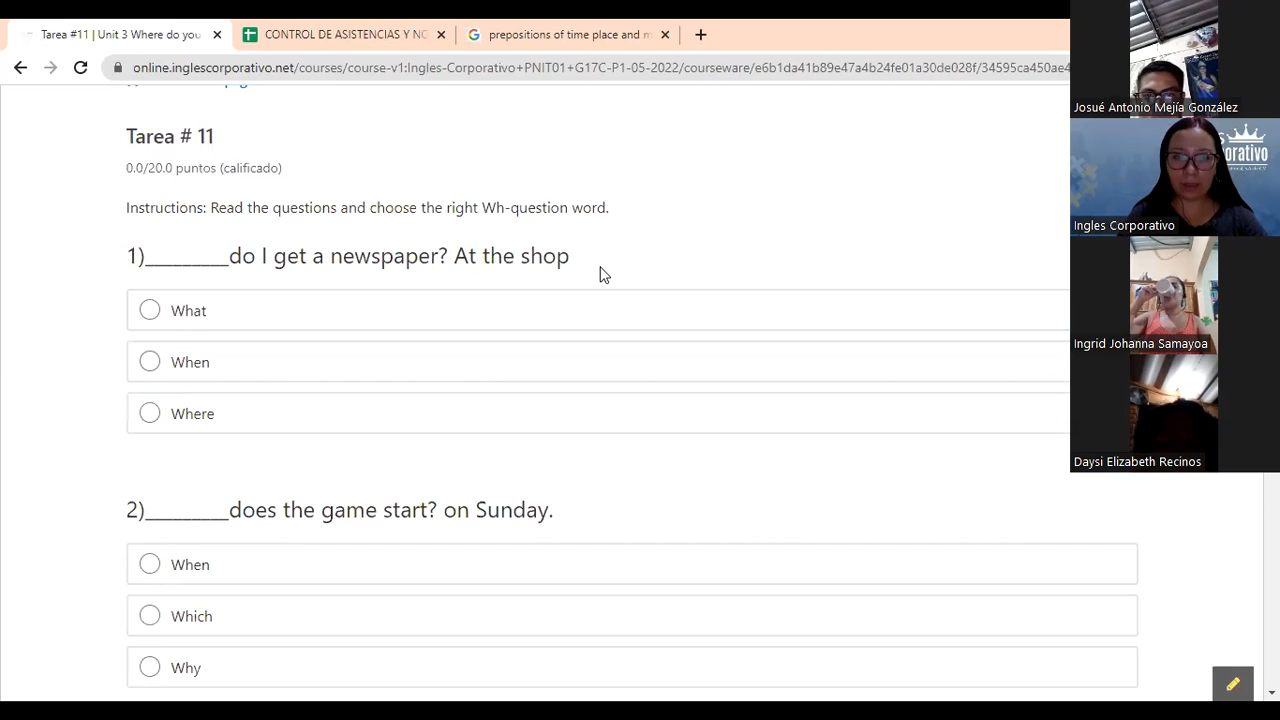 Tarea #11 | Unit 3 Where do you
CONTROL DE ASISTENCIAS Y NO
prepositions of time place and m
online.inglescorporativo.net/courses/course-v1:Ingles-Corporativo+PNIT01+G17C-P1-05-2022/courseware/e6b1da41b89e47a4b24fe01a30de028f/34595ca450ae4
Tarea # 11
0.0/20.0 puntos (calificado)
Instructions: Read the questions and choose the right Wh-question word.
1)_________do I get a newspaper? At the shop
What
When
Where
2)_________does the game start? on Sunday.
When
Which
Why
Josué Antonio Mejía González
orativo
Ingles Corporativo
Ingrid Johanna Samayoa
Daysi Elizabeth Recinos